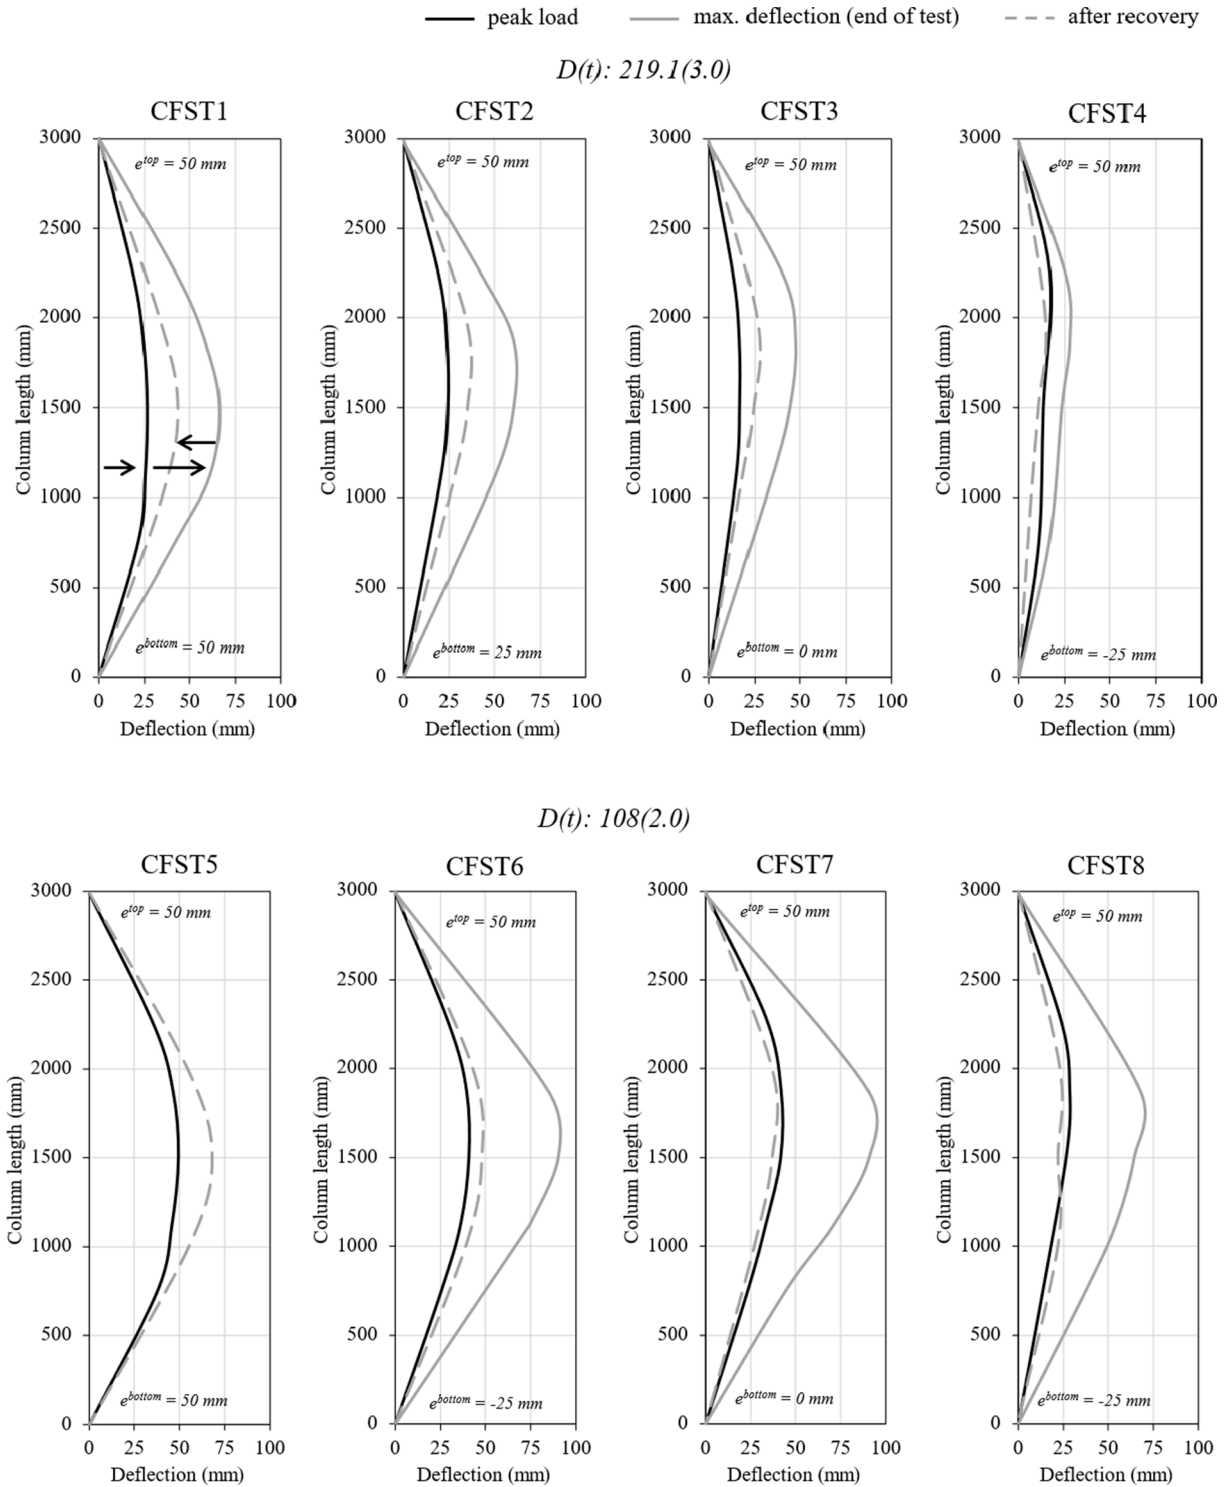 peak load max. deflection (end of test) after recovery
D(t): 219.1(3.0)
CFST1 CFST2 CFST3 CFST4
3000 3000 3000 3000
e^top = 50 mm e^top = 50 mm e^top = 50 mm e^top = 50 mm
2500 2500 2500 2500
2000 2000 2000 2000
Column length (mm) Column length (mm) Column length (mm) Column length (mm)
1500 1500 1500 1500
1000 1000 1000 1000
500 500 500 500
e^bottom = 50 mm e^bottom = 25 mm e^bottom = 0 mm e^bottom = -25 mm
0 0 0 0
0 25 50 75 100 0 25 50 75 100 0 25 50 75 100 0 25 50 75 100
Deflection (mm) Deflection (mm) Deflection (mm) Deflection (mm)
D(t): 108(2.0)
CFST5 CFST6 CFST7 CFST8
3000 3000 3000 3000
e^top = 50 mm e^top = 50 mm e^top = 50 mm e^top = 50 mm
2500 2500 2500 2500
2000 2000 2000 2000
Column length (mm) Column length (mm) Column length (mm) Column length (mm)
1500 1500 1500 1500
1000 1000 1000 1000
500 500 500 500
e^bottom = 50 mm e^bottom = -25 mm e^bottom = 0 mm e^bottom = -25 mm
0 0 0 0
0 25 50 75 100 0 25 50 75 100 0 25 50 75 100 0 25 50 75 100
Deflection (mm) Deflection (mm) Deflection (mm) Deflection (mm)